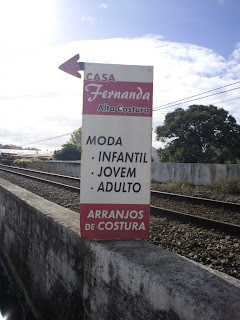 CASA
Fernanda
Alta Costura
MODA
· INFANTIL
· JOVEM
· ADULTO
ARRANJOS
DE COSTURA